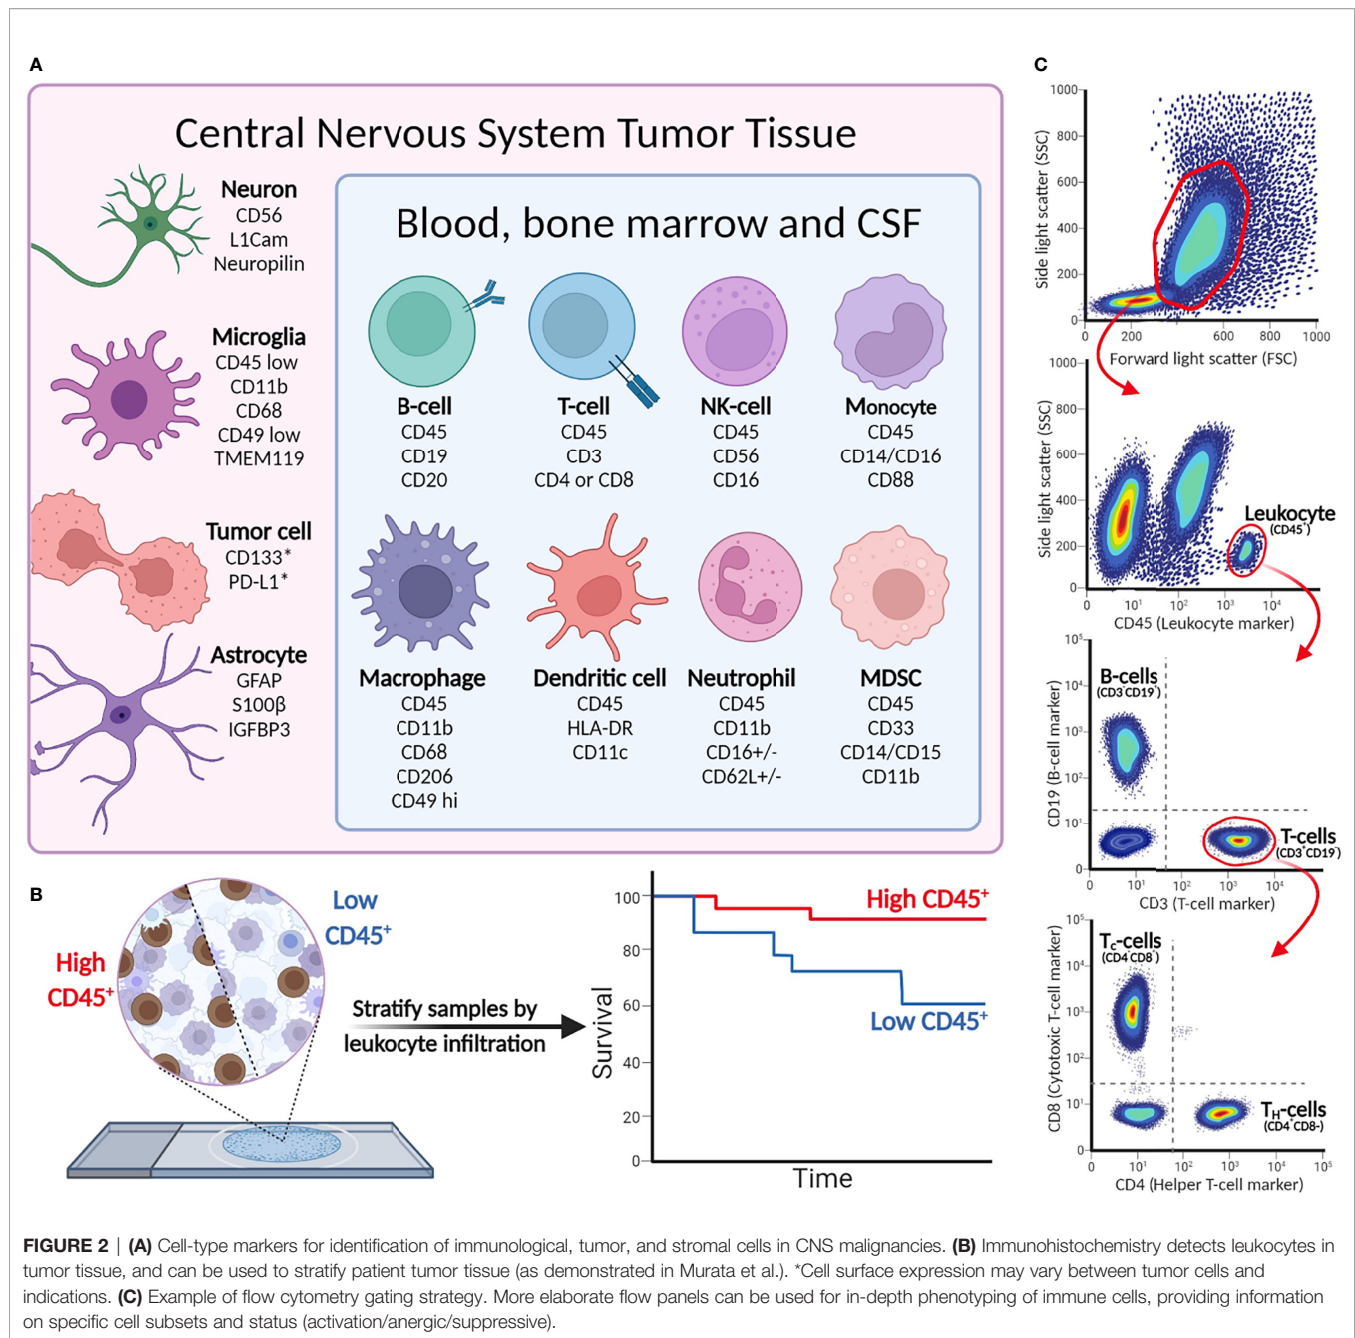 A
Central Nervous System Tumor Tissue
Neuron
CD56
L1Cam
Neuropilin
Microglia
CD45 low
CD11b
CD68
CD49 low
TMEM119
Tumor cell
CD133*
PD-L1*
Astrocyte
GFAP
S100β
IGFBP3
Blood, bone marrow and CSF
B-cell
CD45
CD19
CD20
T-cell
CD45
CD3
CD4 or CD8
NK-cell
CD45
CD56
CD16
Monocyte
CD45
CD14/CD16
CD88
Macrophage
CD45
CD11b
CD68
CD206
CD49 hi
Dendritic cell
CD45
HLA-DR
CD11c
Neutrophil
CD45
CD11b
CD16+/-
CD62L+/-
MDSC
CD45
CD33
CD14/CD15
CD11b
B
High
CD45⁺
Low
CD45⁺
Stratify samples by
leukocyte infiltration
Survival
100
80
60
40
20
0
High CD45⁺
Low CD45⁺
Time
C
Side light scatter (SSC)
1000
800
600
400
200
0
0 200 600 800 1000
Forward light scatter (FSC)
Side light scatter (SSC)
1000
800
600
400
200
0
Leukocyte
(CD45⁺)
0 10¹ 10² 10³ 10⁴
CD45 (Leukocyte marker)
CD19 (B-cell marker)
10⁵
10⁴
10³
10²
10¹
0
B-cells
(CD3⁻CD19⁺)
T-cells
(CD3⁺CD19⁻)
0 10¹ 10² 10³ 10⁴
CD3 (T-cell marker)
CD8 (Cytotoxic T-cell marker)
10⁵
10⁴
10³
10²
10¹
0
Tc-cells
(CD4⁻CD8⁺)
TH-cells
(CD4⁺CD8-)
0 10¹ 10² 10³ 10⁴ 10⁵
CD4 (Helper T-cell marker)
FIGURE 2 | (A) Cell-type markers for identification of immunological, tumor, and stromal cells in CNS malignancies. (B) Immunohistochemistry detects leukocytes in
tumor tissue, and can be used to stratify patient tumor tissue (as demonstrated in Murata et al.). *Cell surface expression may vary between tumor cells and
indications. (C) Example of flow cytometry gating strategy. More elaborate flow panels can be used for in-depth phenotyping of immune cells, providing information
on specific cell subsets and status (activation/anergic/suppressive).